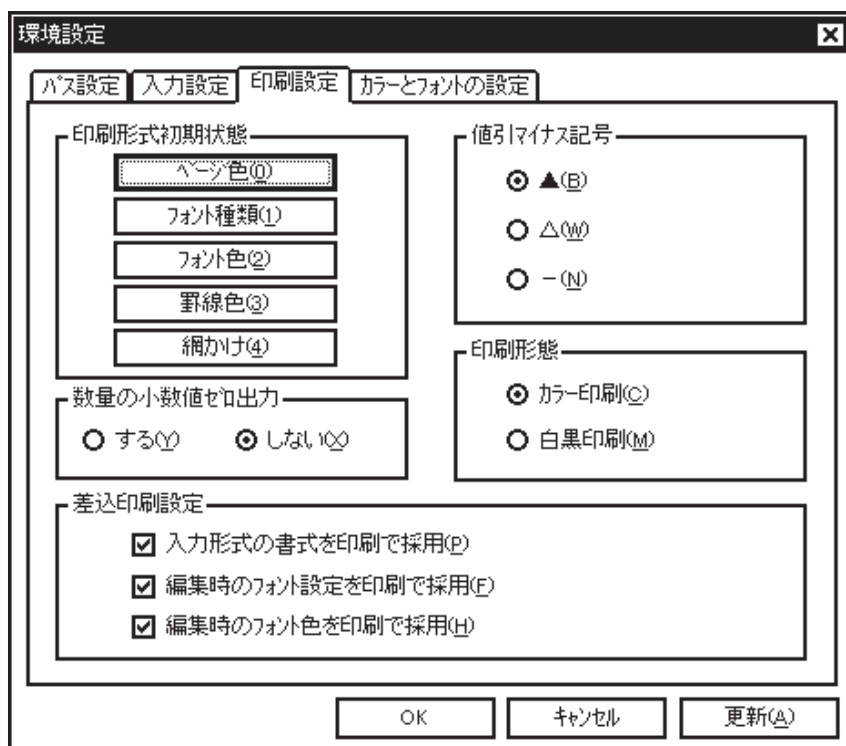 環境設定
パス設定 入力設定 印刷設定 カラーとフォントの設定
印刷形式初期状態
ページ色(0)
フォント種類(1)
フォント色(2)
罫線色(3)
網かけ(4)
数量の小数値ゼロ出力
する(Y) しない(X)
値引マイナス記号
▲(B)
△(W)
－(N)
印刷形態
カラー印刷(C)
白黒印刷(M)
差込印刷設定
入力形式の書式を印刷で採用(P)
編集時のフォント設定を印刷で採用(F)
編集時のフォント色を印刷で採用(H)
OK キャンセル 更新(A)